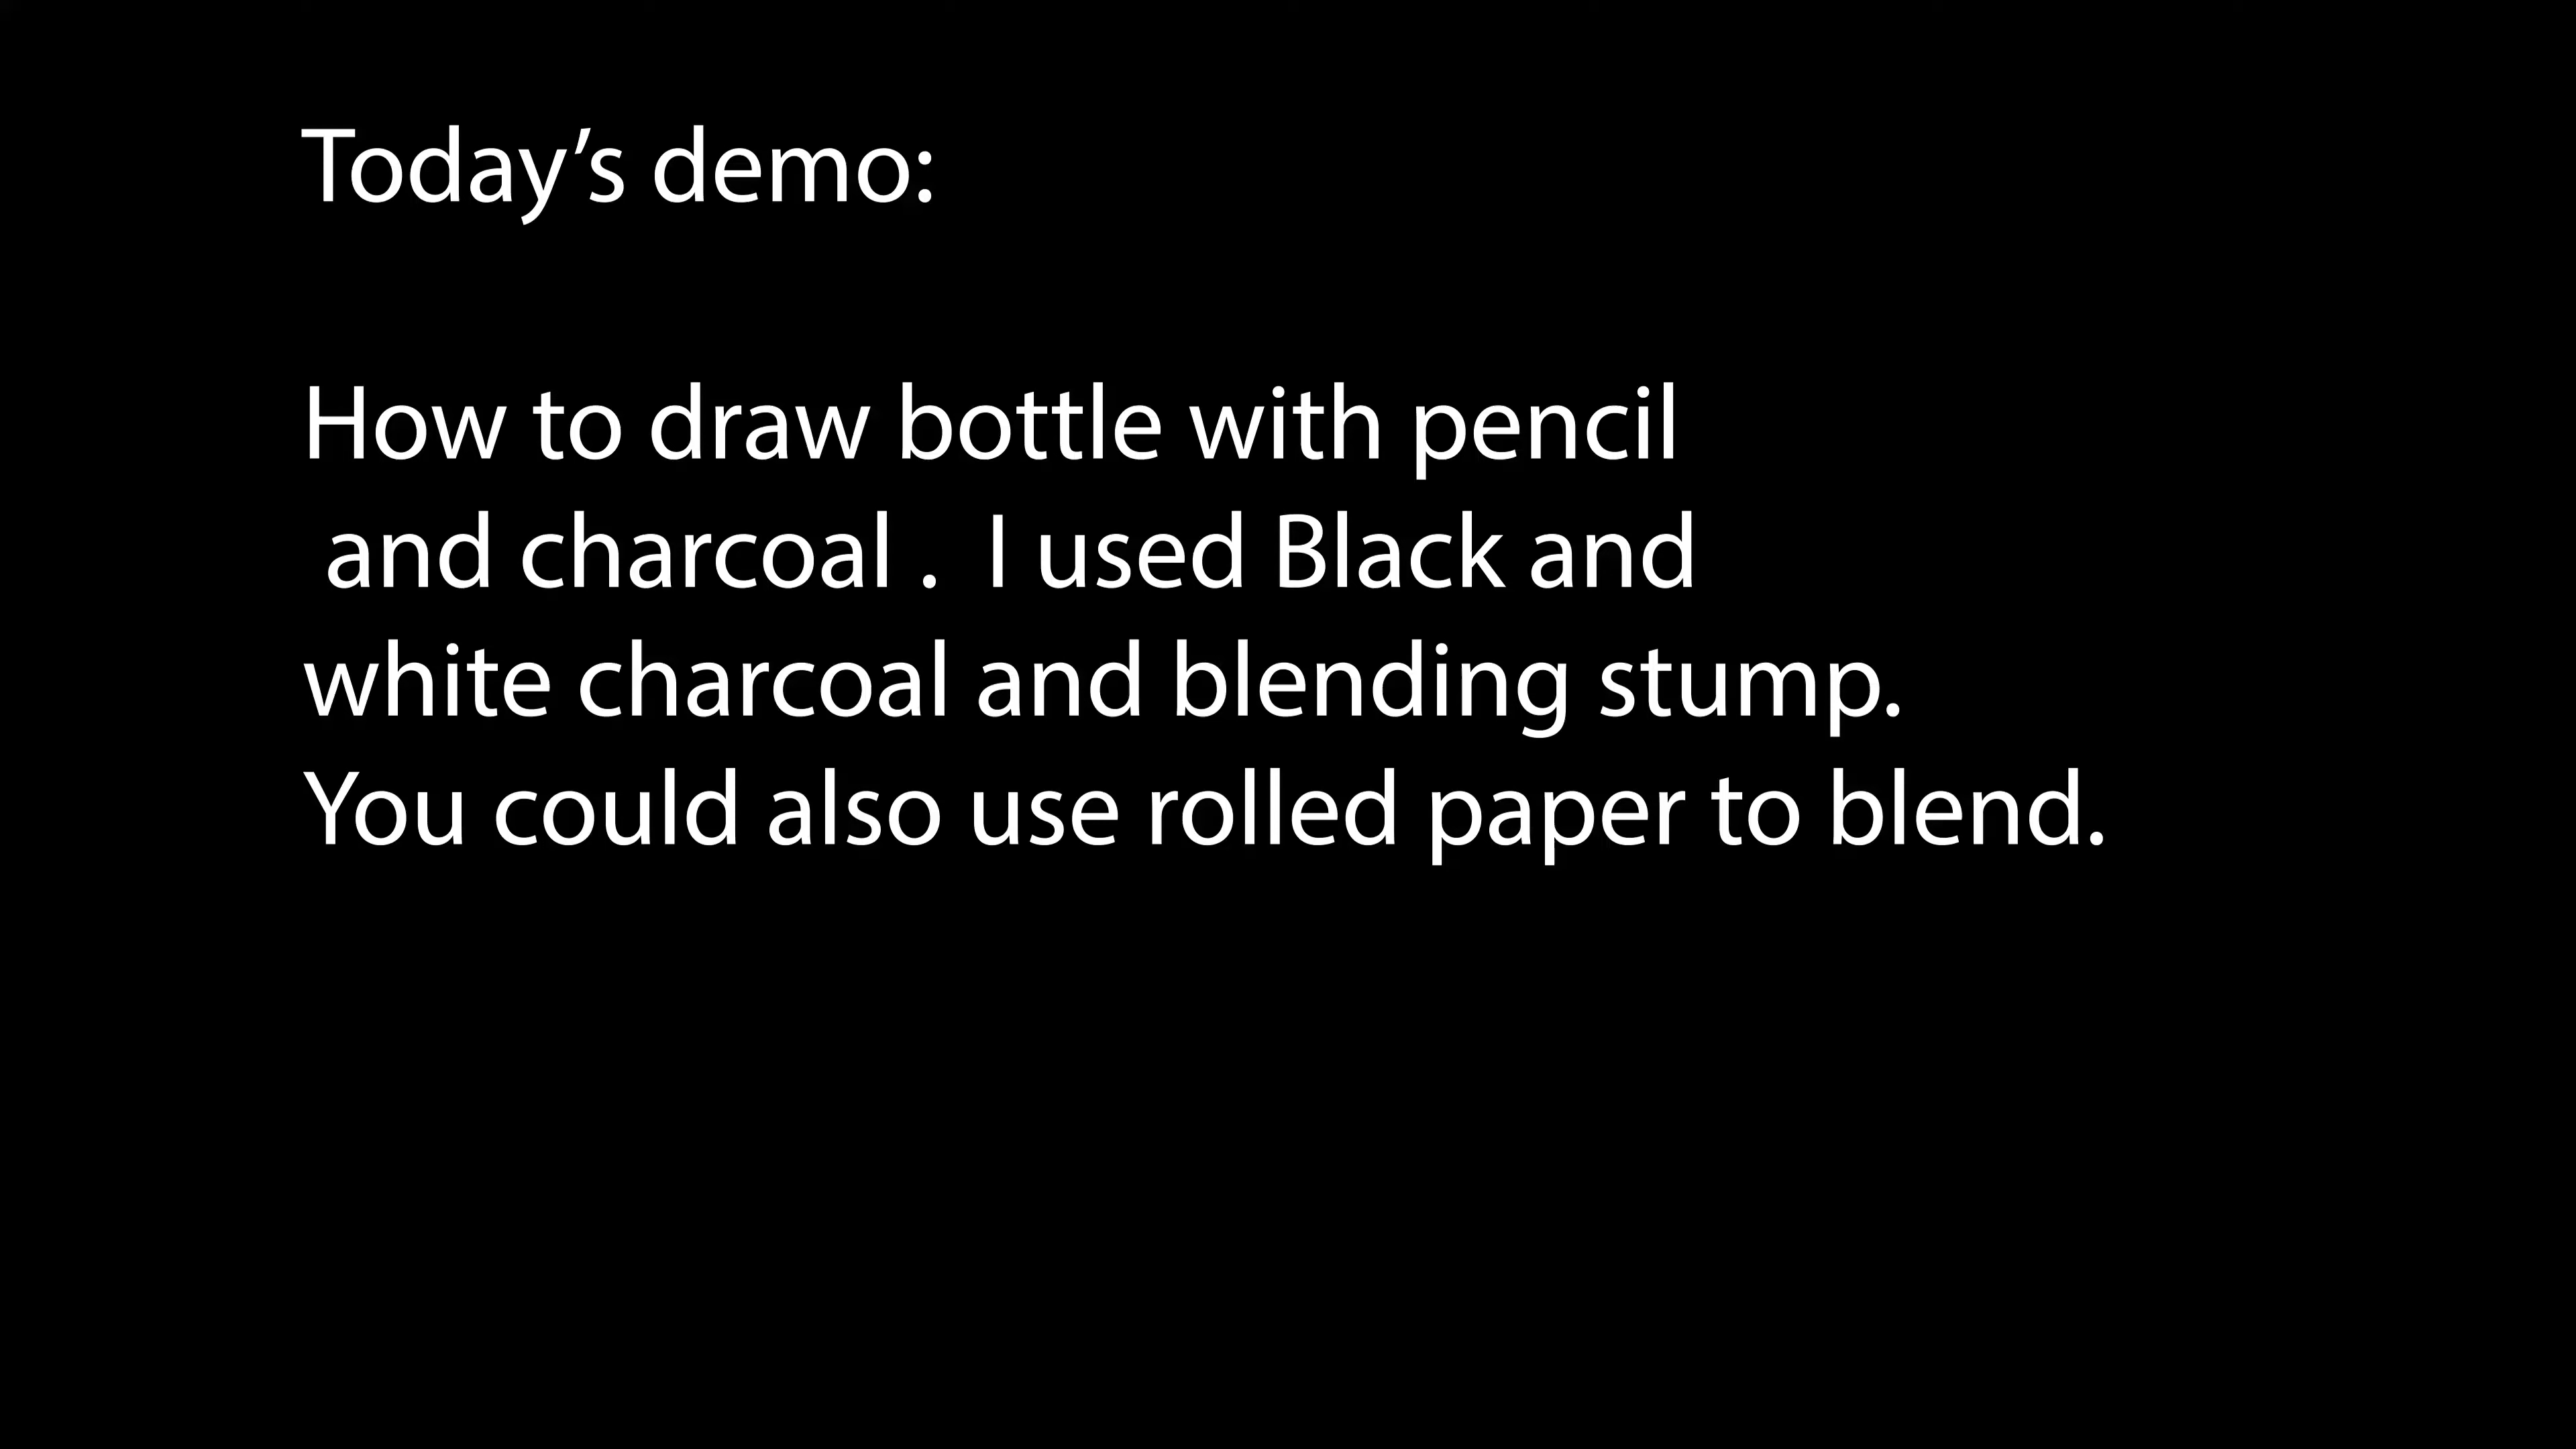 Today’s demo:
How to draw bottle with pencil
and charcoal .  I used Black and
white charcoal and blending stump.
You could also use rolled paper to blend.